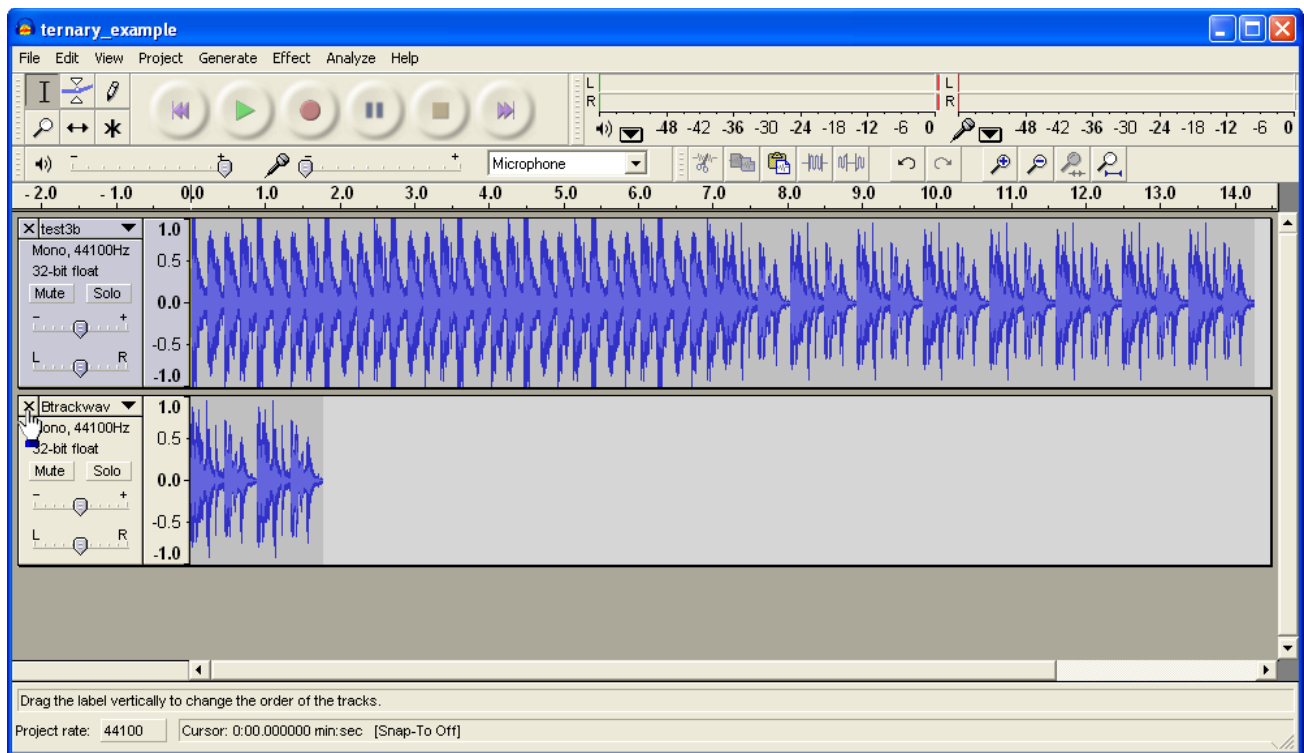 ternary_example
File Edit View Project Generate Effect Analyze Help
L
R
-48 -42 -36 -30 -24 -18 -12 -6 0
L
R
-48 -42 -36 -30 -24 -18 -12 -6 0
- + - + Microphone
- 2.0 - 1.0 0.0 1.0 2.0 3.0 4.0 5.0 6.0 7.0 8.0 9.0 10.0 11.0 12.0 13.0 14.0
test3b
Mono, 44100Hz
32-bit float
Mute Solo
- +
L R
1.0
0.5
0.0
-0.5
-1.0
Btrackwav
Mono, 44100Hz
32-bit float
Mute Solo
- +
L R
1.0
0.5
0.0
-0.5
-1.0
Drag the label vertically to change the order of the tracks.
Project rate: 44100 Cursor: 0:00.000000 min:sec [Snap-To Off]